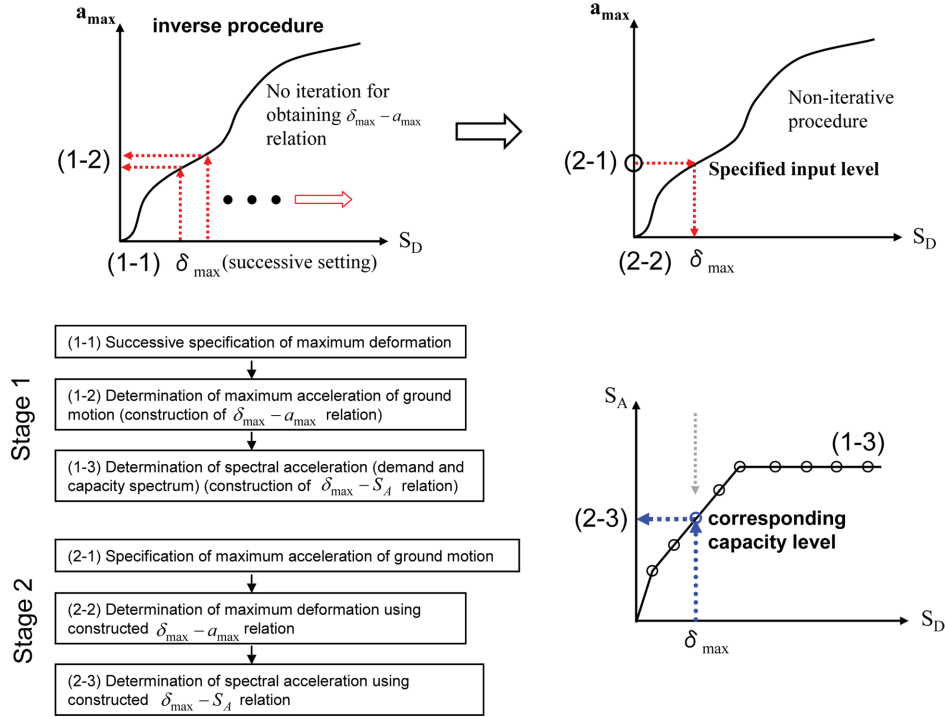 a_max
inverse procedure
No iteration for
obtaining δ_max − a_max
relation
(1-2)
S_D
(1-1) δ_max (successive setting)
a_max
Non-iterative
procedure
(2-1)
Specified input level
S_D
(2-2) δ_max
Stage 1
(1-1) Successive specification of maximum deformation
(1-2) Determination of maximum acceleration of ground
motion (construction of δ_max − a_max relation)
(1-3) Determination of spectral acceleration (demand and
capacity spectrum) (construction of δ_max − S_A relation)
Stage 2
(2-1) Specification of maximum acceleration of ground motion
(2-2) Determination of maximum deformation using
constructed δ_max − a_max relation
(2-3) Determination of spectral acceleration using
constructed δ_max − S_A relation
S_A
(1-3)
(2-3)
corresponding
capacity level
S_D
δ_max